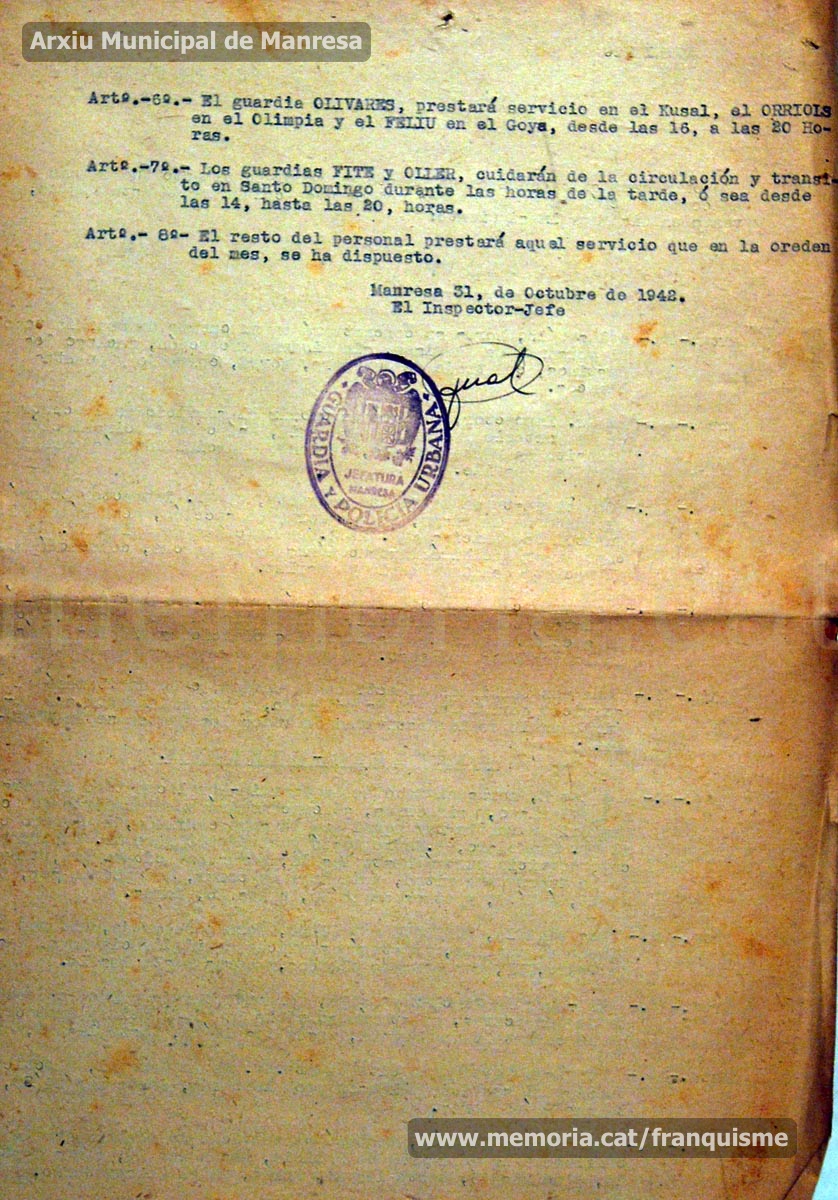 Arxiu Municipal de Manresa
Artº.-6º.- El guardia OLIVARES, prestará servicio en el Kusal, el ORRIOLS
en el Olimpia y el FELIU en el Goya, desde las 16, a las 20 Ho-
ras.
Artº.-7º.- Los guardias FITE y OLLER, cuidarán de la circulación y transi-
to en Santo Domingo durante las horas de la tarde, ó sea desde
las 14, hasta las 20, horas.
Artº.- 8º- El resto del personal prestará aquel servicio que en la oreden
del mes, se ha dispuesto.
Manresa 31, de Octubre de 1942.
El Inspector-Jefe
GUARDIA Y POLICIA URBANA
JEFATURA
MANRESA
www.memoria.cat/franquisme